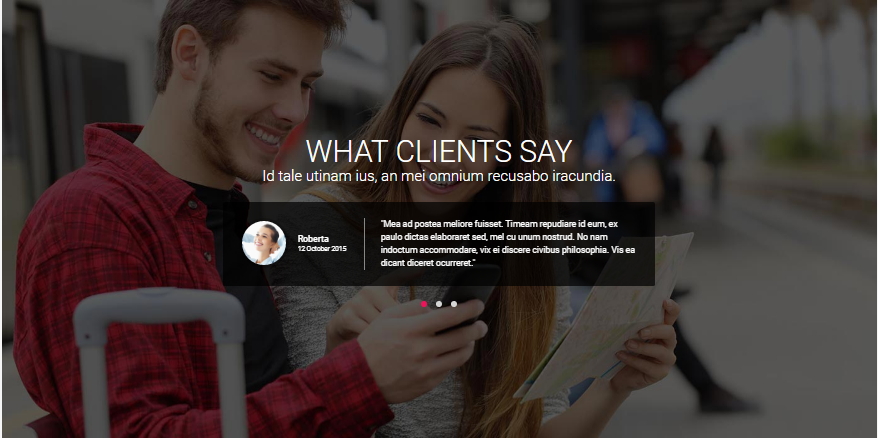 WHAT CLIENTS SAY
Id tale utinam ius, an mei omnium recusabo iracundia.
Roberta
12 October 2015
"Mea ad postea meliore fuisset. Timeam repudiare id eum, ex
paulo dictas elaboraret sed, mel cu unum nostrud. No nam
indoctum accommodare, vix ei discere civibus philosophia. Vis ea
dicant diceret ocurreret."